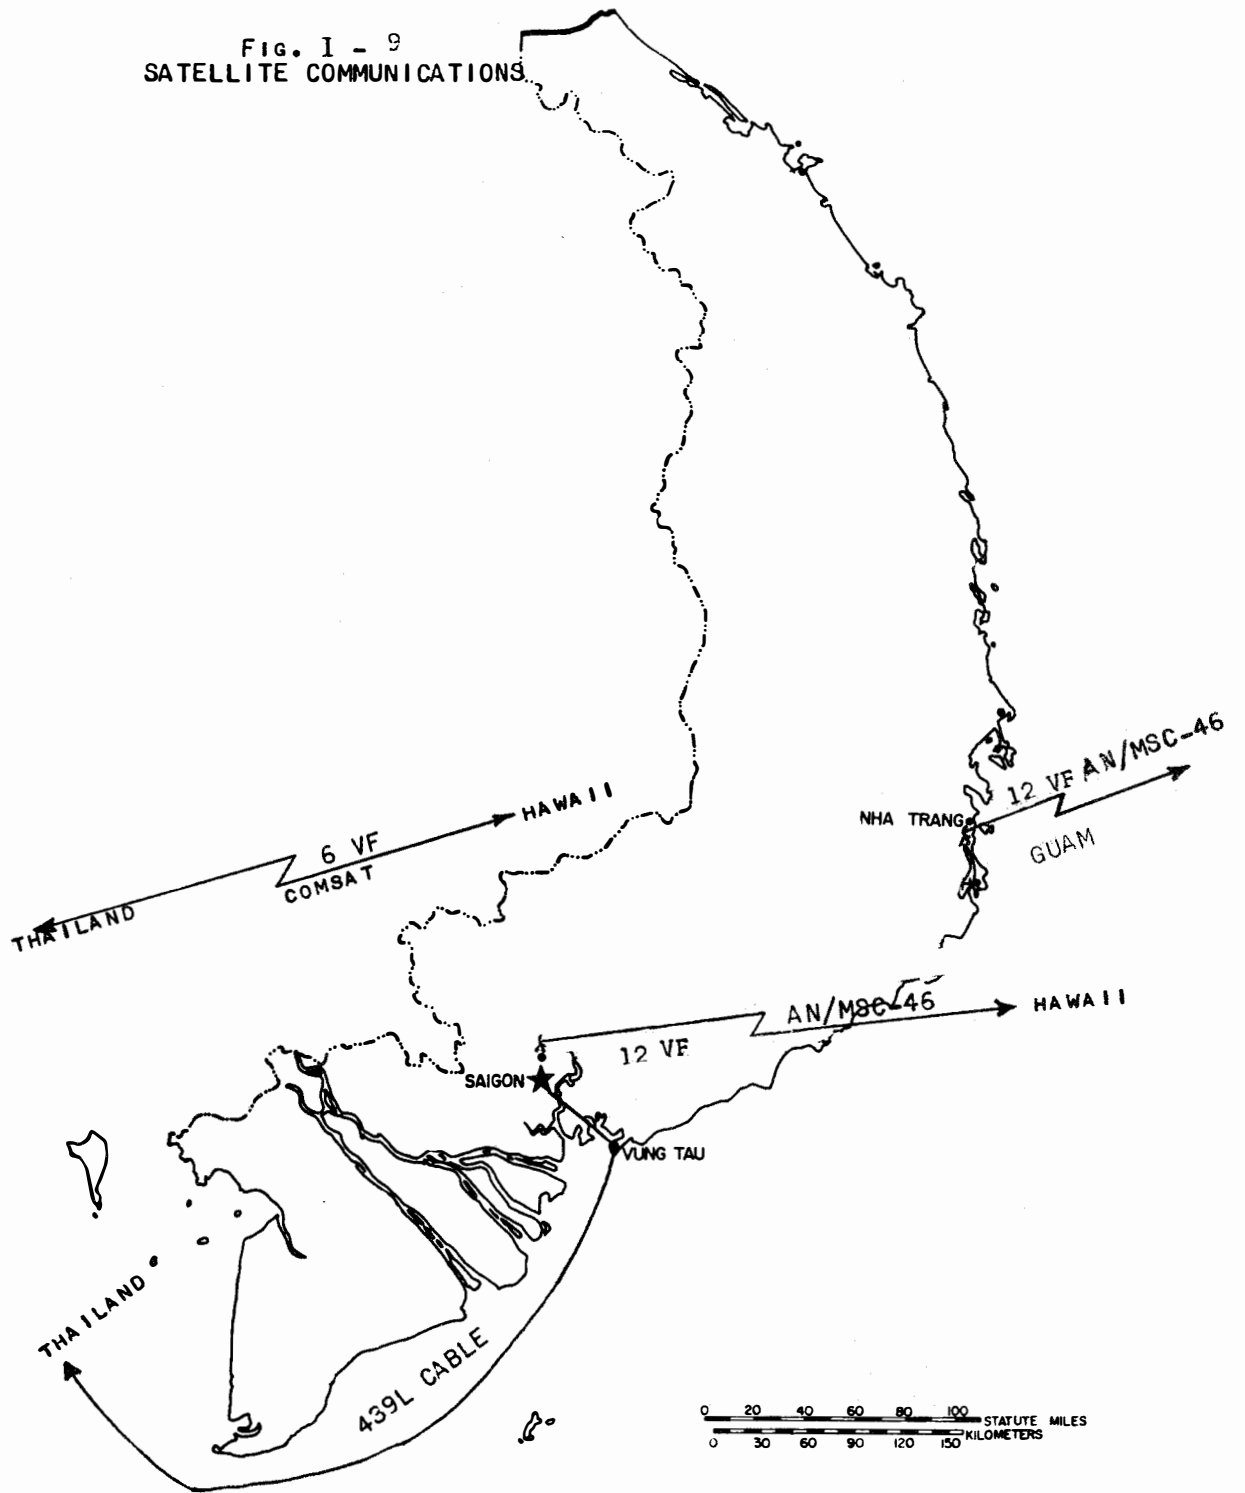 FIG. I - 9
SATELLITE COMMUNICATIONS
12 VF AN/MSC-46
NHA TRANG
GUAM
HAWAII
6 VF
COMSAT
THAILAND
AN/MSC-46
HAWAII
12 VF
SAIGON
VUNG TAU
THAILAND
439L CABLE
0 20 40 60 80 100 STATUTE MILES
0 30 60 90 120 150 KILOMETERS